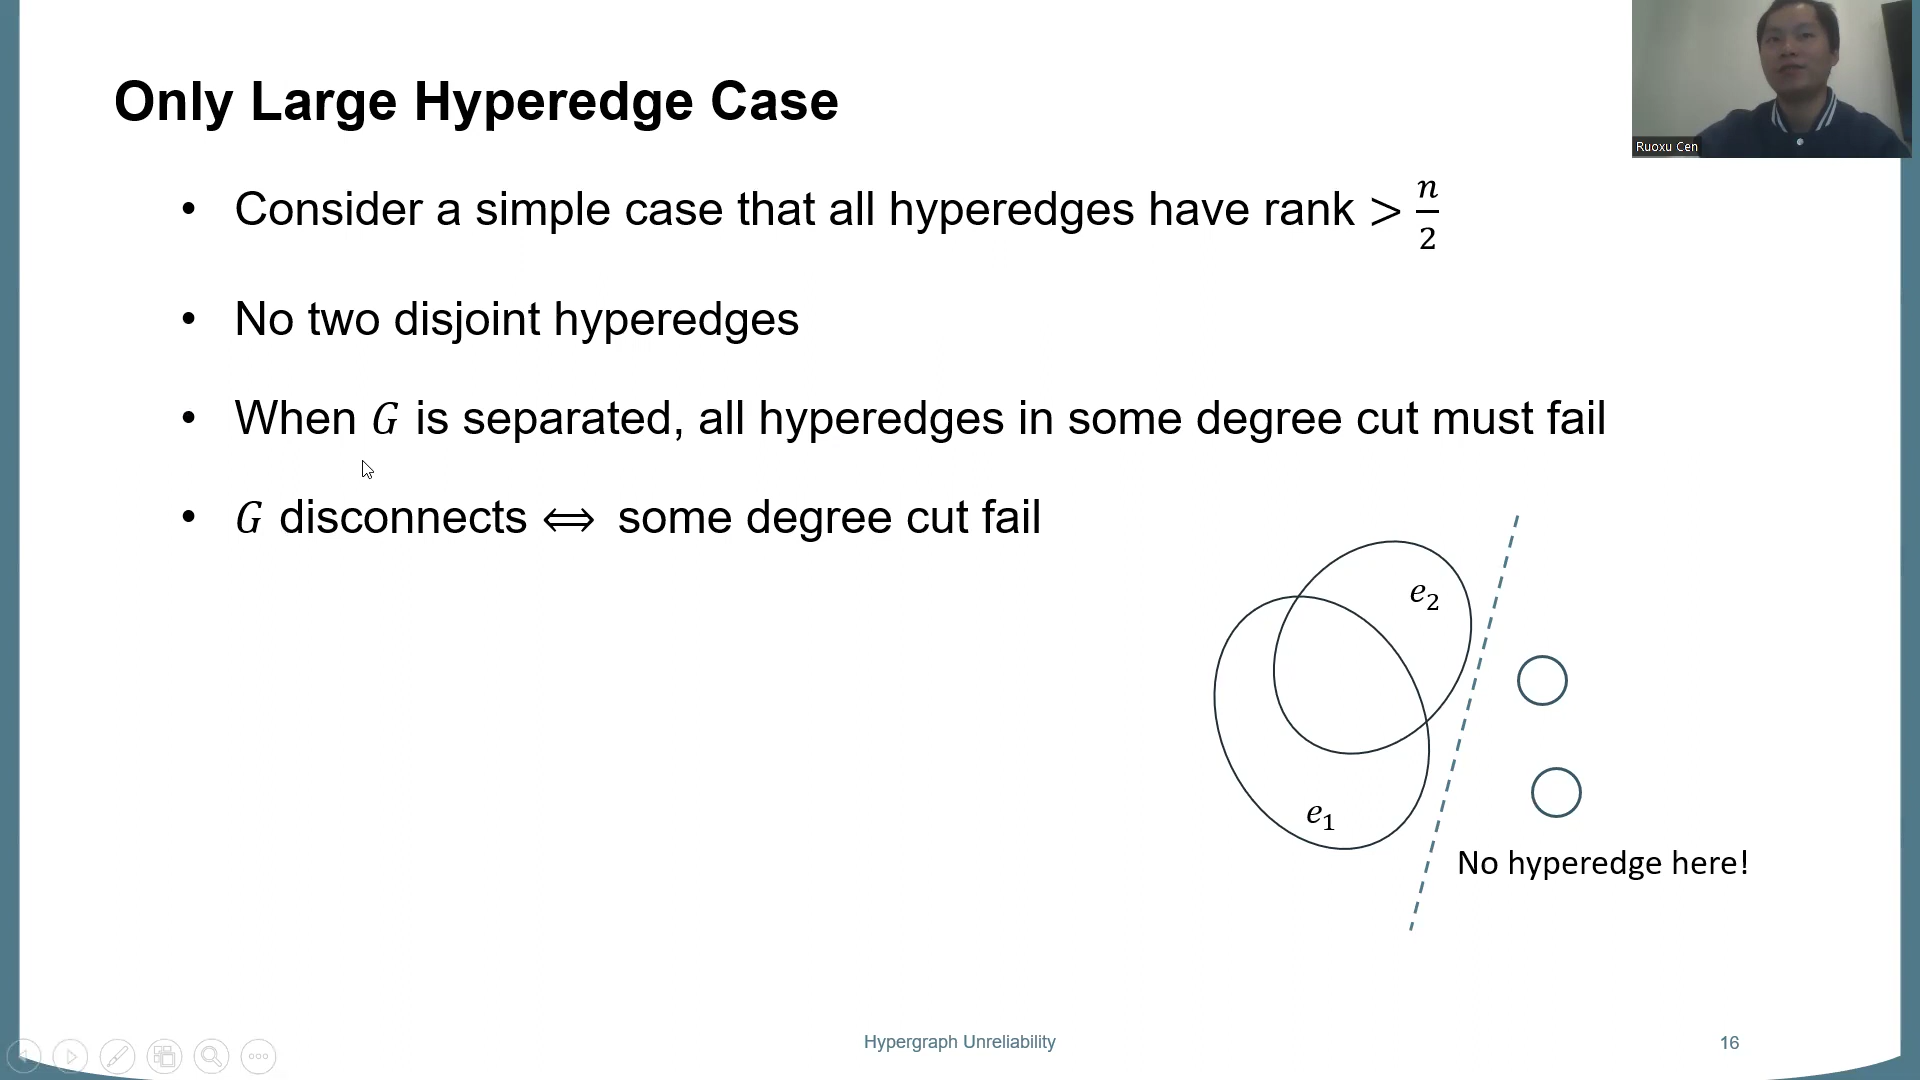 Ruoxu Cen
Only Large Hyperedge Case
• Consider a simple case that all hyperedges have rank > n/2
• No two disjoint hyperedges
• When G is separated, all hyperedges in some degree cut must fail
• G disconnects ⟺ some degree cut fail
e₂
e₁
No hyperedge here!
Hypergraph Unreliability
16